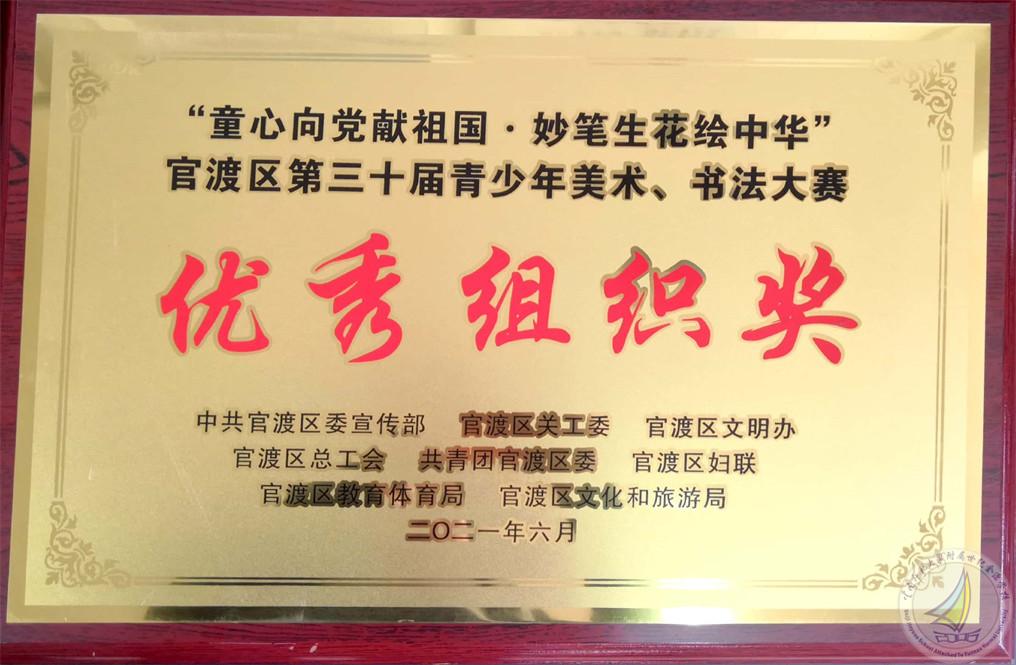 “童心向党献祖国·妙笔生花绘中华”
官渡区第三十届青少年美术、书法大赛
优秀组织奖
中共官渡区委宣传部 官渡区关工委 官渡区文明办
官渡区总工会 共青团官渡区委 官渡区妇联
官渡区教育体育局 官渡区文化和旅游局
二〇二一年六月